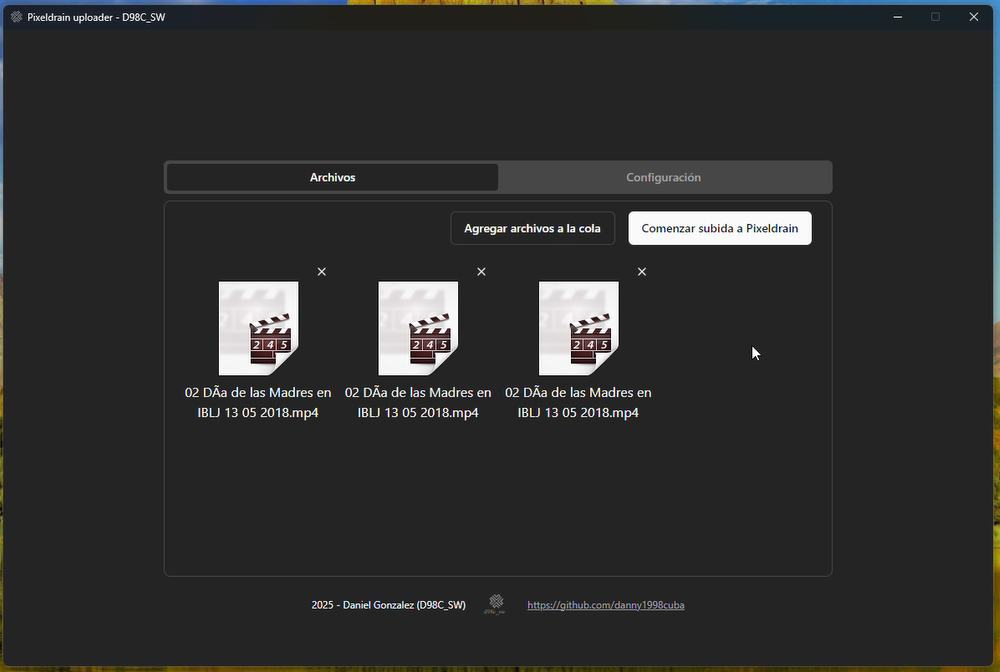 Pixeldrain uploader - D98C_SW
Archivos
Configuración
Agregar archivos a la cola
Comenzar subida a Pixeldrain
2 4 5
2 4 5
2 4 5
02 DÃa de las Madres en
IBLJ 13 05 2018.mp4
02 DÃa de las Madres en
IBLJ 13 05 2018.mp4
02 DÃa de las Madres en
IBLJ 13 05 2018.mp4
2025 - Daniel Gonzalez (D98C_SW)
d98c_sw
https://github.com/danny1998cuba